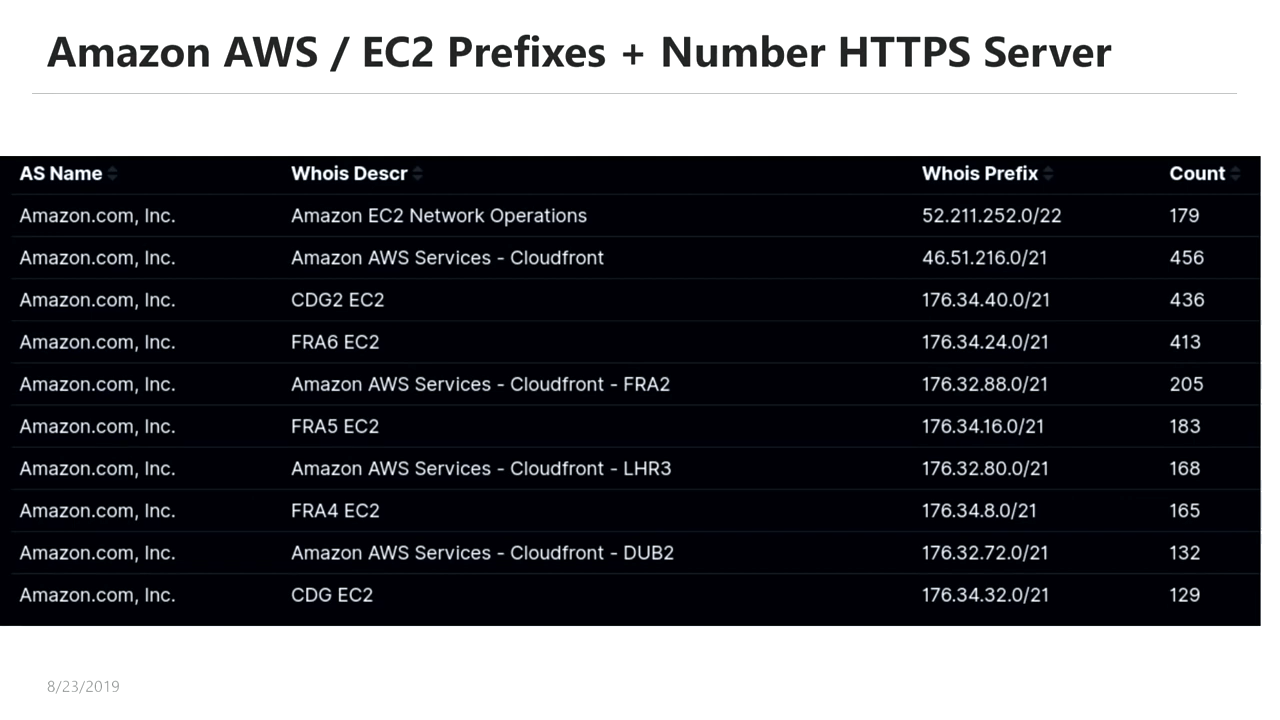 Amazon AWS / EC2 Prefixes + Number HTTPS Server
AS Name Whois Descr Whois Prefix Count
Amazon.com, Inc. Amazon EC2 Network Operations 52.211.252.0/22 179
Amazon.com, Inc. Amazon AWS Services - Cloudfront 46.51.216.0/21 456
Amazon.com, Inc. CDG2 EC2 176.34.40.0/21 436
Amazon.com, Inc. FRA6 EC2 176.34.24.0/21 413
Amazon.com, Inc. Amazon AWS Services - Cloudfront - FRA2 176.32.88.0/21 205
Amazon.com, Inc. FRA5 EC2 176.34.16.0/21 183
Amazon.com, Inc. Amazon AWS Services - Cloudfront - LHR3 176.32.80.0/21 168
Amazon.com, Inc. FRA4 EC2 176.34.8.0/21 165
Amazon.com, Inc. Amazon AWS Services - Cloudfront - DUB2 176.32.72.0/21 132
Amazon.com, Inc. CDG EC2 176.34.32.0/21 129
8/23/2019